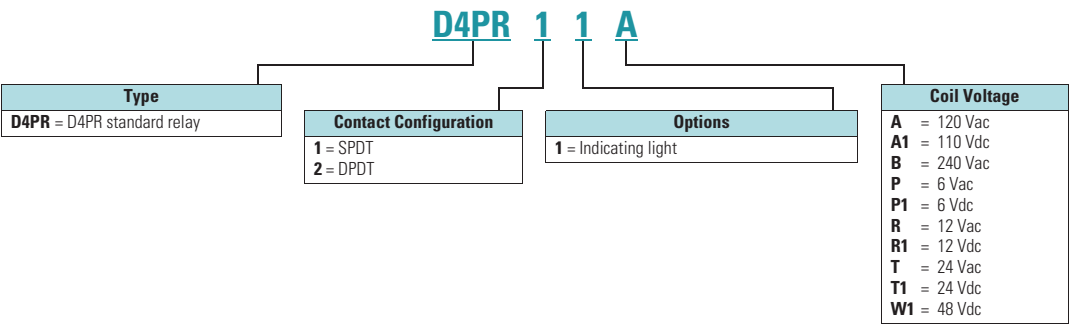 D4PR 1 1 A
Type
D4PR = D4PR standard relay
Contact Configuration
1 = SPDT
2 = DPDT
Options
1 = Indicating light
Coil Voltage
A = 120 Vac
A1 = 110 Vdc
B = 240 Vac
P = 6 Vac
P1 = 6 Vdc
R = 12 Vac
R1 = 12 Vdc
T = 24 Vac
T1 = 24 Vdc
W1 = 48 Vdc